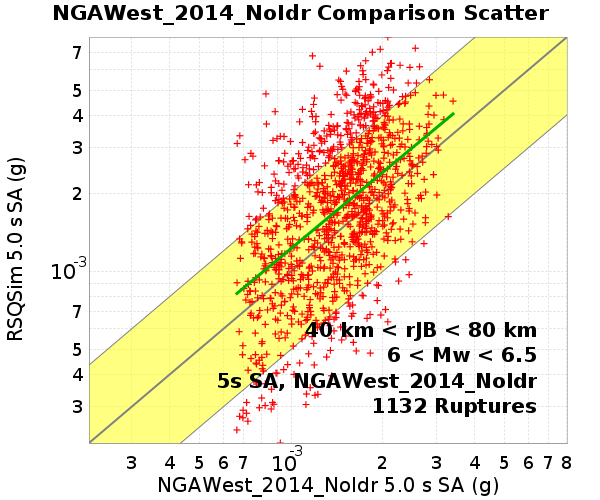 NGAWest_2014_NoIdr Comparison Scatter
7
5
4
3
2
10-3
7
5
4
3
RSQSim 5.0 s SA (g)
40 km < rJB < 80 km
6 < Mw < 6.5
5s SA, NGAWest_2014_NoIdr
1132 Ruptures
3 4 5 6 7 10-3 2 3 4 5 6 7 8
NGAWest_2014_NoIdr 5.0 s SA (g)